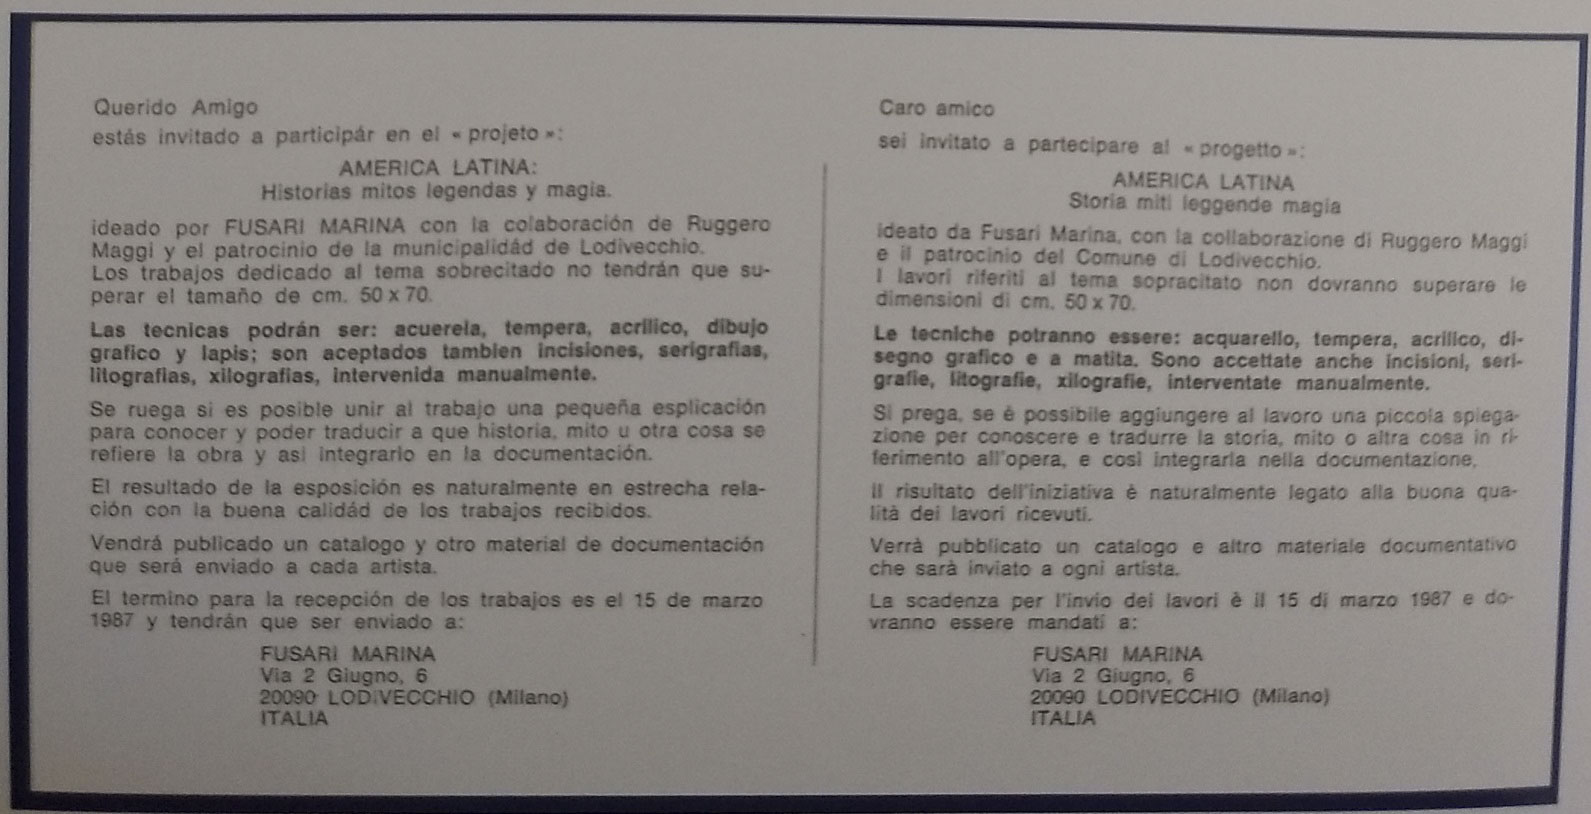 Querido Amigo
estás invitado a participár en el « projeto »:
AMERICA LATINA:
Historias mitos legendas y magia.
ideado por FUSARI MARINA con la colaboración de Ruggero
Maggi y el patrocinio de la municipalidád de Lodivecchio.
Los trabajos dedicado al tema sobrecitado no tendrán que su-
perar el tamaño de cm. 50 x 70.
Las tecnicas podrán ser: acuerela, tempera, acrilico, dibujo
grafico y lapis; son aceptados tambien incisiones, serigrafias,
litografias, xilografias, intervenida manualmente.
Se ruega si es posible unir al trabajo una pequeña esplicación
para conocer y poder traducir a que historia, mito u otra cosa se
refiere la obra y asi integrarlo en la documentación.
El resultado de la esposición es naturalmente en estrecha rela-
ción con la buena calidád de los trabajos recibidos.
Vendrá publicado un catalogo y otro material de documentación
que será enviado a cada artista.
El termino para la recepción de los trabajos es el 15 de marzo
1987 y tendrán que ser enviado a:
FUSARI MARINA
Via 2 Giugno, 6
20090 LODIVECCHIO (Milano)
ITALIA
Caro amico
sei invitato a partecipare al « progetto »:
AMERICA LATINA
Storia miti leggende magia
ideato da Fusari Marina, con la collaborazione di Ruggero Maggi
e il patrocinio del Comune di Lodivecchio.
I lavori riferiti al tema sopracitato non dovranno superare le
dimensioni di cm. 50 x 70.
Le tecniche potranno essere: acquarello, tempera, acrilico, di-
segno grafico e a matita. Sono accettate anche incisioni, seri-
grafie, litografie, xilografie, interventate manualmente.
Si prega, se è possibile aggiungere al lavoro una piccola spiega-
zione per conoscere e tradurre la storia, mito o altra cosa in ri-
ferimento all'opera, e così integrarla nella documentazione.
Il risultato dell'iniziativa è naturalmente legato alla buona qua-
lità dei lavori ricevuti.
Verrà pubblicato un catalogo e altro materiale documentativo
che sarà inviato a ogni artista.
La scadenza per l'invio dei lavori è il 15 di marzo 1987 e do-
vranno essere mandati a:
FUSARI MARINA
Via 2 Giugno, 6
20090 LODIVECCHIO (Milano)
ITALIA